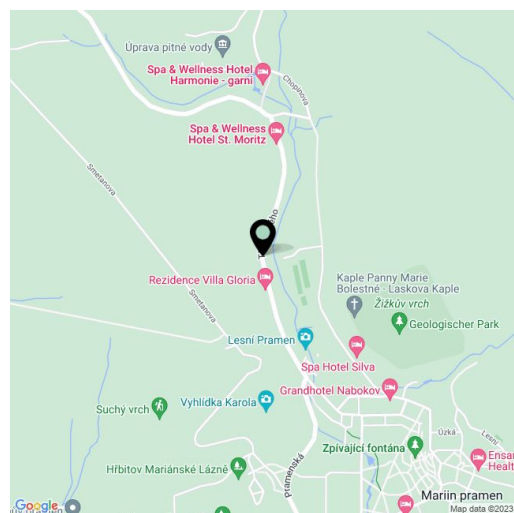 Úprava pitné vody
Spa & Wellness Hotel
Harmonie - garni
Chopinova
Spa & Wellness
Hotel St. Moritz
Smetanova
Rezidence Villa Gloria
Kaple Panny Marie
Bolestné - Laskova Kaple
Žižkův vrch
Geologischer Park
Smetanova
Lesní Pramen
Spa Hotel Silva
Grandhotel Nabokov
Vyhlídka Karola
Suchý vrch
Úzká
Lesní
Zpívající fontána
Hřbitov Mariánské Lázně
Pramenská
Mariin pramen
Google
Map data ©2023